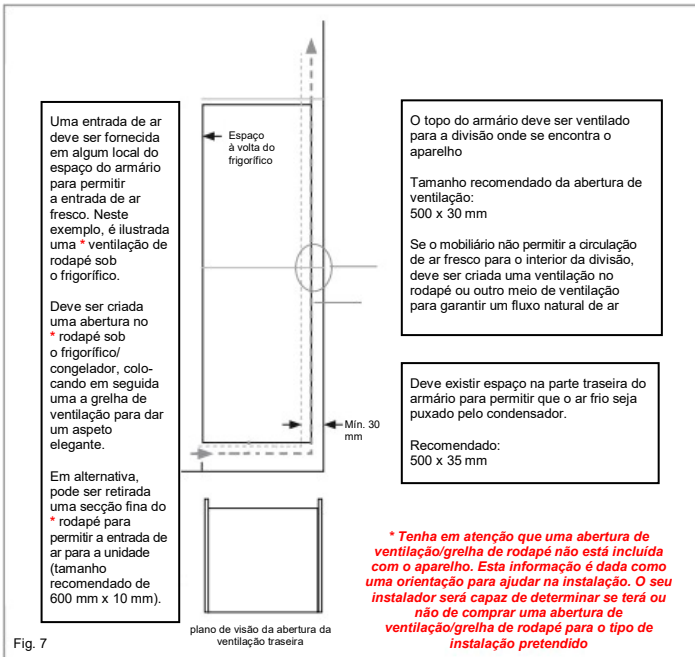 Uma entrada de ar
deve ser fornecida
em algum local do
espaço do armário
para permitir
a entrada de ar
fresco. Neste
exemplo, é ilustrada
uma * ventilação de
rodapé sob
o frigorífico.
Deve ser criada
uma abertura no
* rodapé sob
o frigorífico/
congelador, colo-
cando em seguida
uma a grelha de
ventilação para dar
um aspeto
elegante.
Em alternativa,
pode ser retirada
uma secção fina do
* rodapé para
permitir a entrada de
ar para a unidade
(tamanho
recomendado de
600 mm x 10 mm).
Espaço
à volta do
frigorífico
Mín. 30
mm
plano de visão da abertura da
ventilação traseira
O topo do armário deve ser ventilado
para a divisão onde se encontra o
aparelho
Tamanho recomendado da abertura de
ventilação:
500 x 30 mm
Se o mobiliário não permitir a circulação
de ar fresco para o interior da divisão,
deve ser criada uma ventilação no
rodapé ou outro meio de ventilação
para garantir um fluxo natural de ar
Deve existir espaço na parte traseira do
armário para permitir que o ar frio seja
puxado pelo condensador.
Recomendado:
500 x 35 mm
* Tenha em atenção que uma abertura de
ventilação/grelha de rodapé não está incluída
com o aparelho. Esta informação é dada como
uma orientação para ajudar na instalação. O seu
instalador será capaz de determinar se terá ou
não de comprar uma abertura de
ventilação/grelha de rodapé para o tipo de
instalação pretendido
Fig. 7